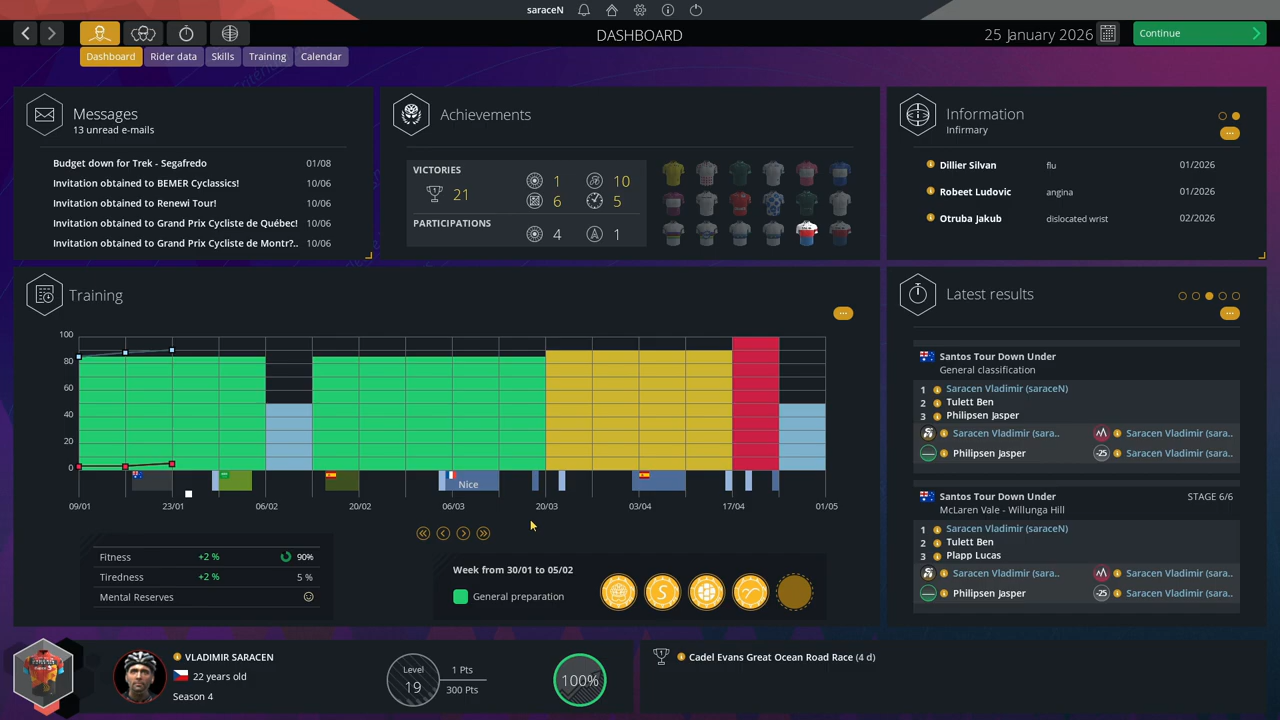 saraceN
DASHBOARD
25 January 2026
Continue
Dashboard
Rider data
Skills
Training
Calendar
Messages
13 unread e-mails
Budget down for Trek - Segafredo 01/08
Invitation obtained to BEMER Cyclassics! 10/06
Invitation obtained to Renewi Tour! 10/06
Invitation obtained to Grand Prix Cycliste de Québec! 10/06
Invitation obtained to Grand Prix Cycliste de Montr?.. 10/06
Achievements
VICTORIES
21
1 10
6 5
PARTICIPATIONS
4 1
Information
Infirmary
Dillier Silvan flu 01/2026
Robeet Ludovic angina 01/2026
Otruba Jakub dislocated wrist 02/2026
Training
100
80
60
40
20
0
Nice
09/01 23/01 06/02 20/02 06/03 20/03 03/04 17/04 01/05
Fitness +2 % 90%
Tiredness +2 % 5 %
Mental Reserves
Week from 30/01 to 05/02
General preparation
Latest results
Santos Tour Down Under
General classification
1 Saracen Vladimir (saraceN)
2 Tulett Ben
3 Philipsen Jasper
Saracen Vladimir (sara.. Saracen Vladimir (sara..
Philipsen Jasper -25 Saracen Vladimir (sara..
Santos Tour Down Under STAGE 6/6
McLaren Vale - Willunga Hill
1 Saracen Vladimir (saraceN)
2 Tulett Ben
3 Plapp Lucas
Saracen Vladimir (sara.. Saracen Vladimir (sara..
Philipsen Jasper -25 Saracen Vladimir (sara..
VLADIMIR SARACEN
22 years old
Season 4
Level
19
1 Pts
300 Pts
100%
Cadel Evans Great Ocean Road Race (4 d)